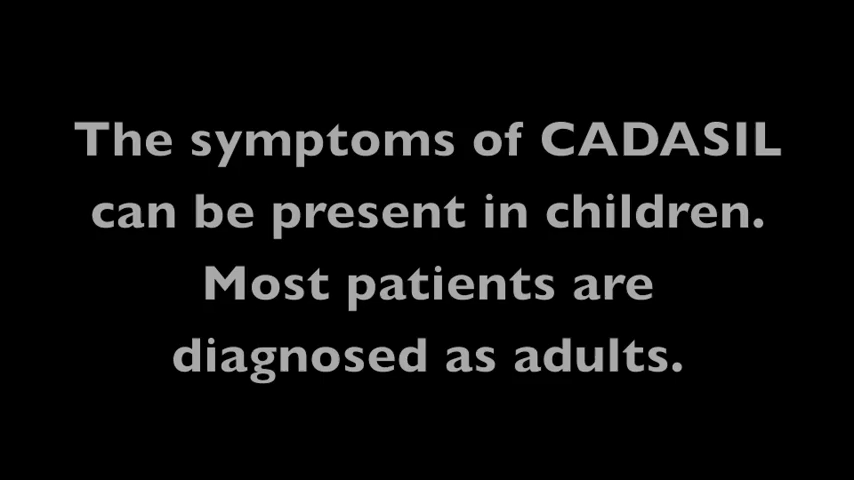 The symptoms of CADASIL
can be present in children.
Most patients are
diagnosed as adults.